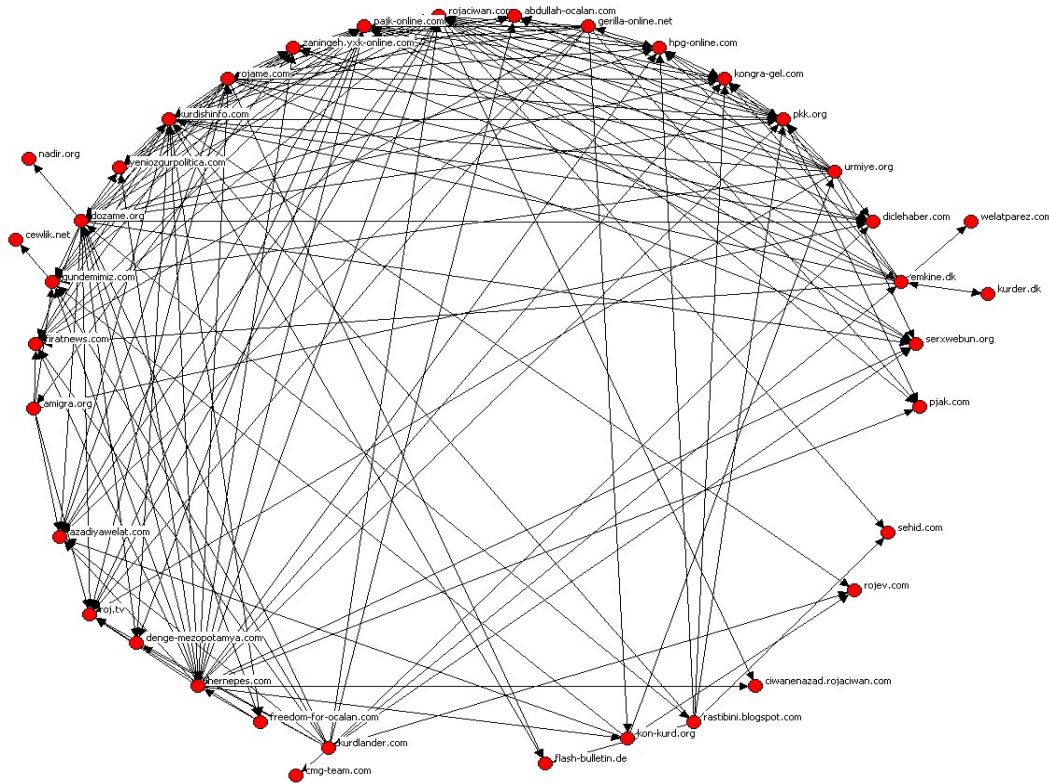 rojaciwan.com
abdullah-ocalan.com
pajk-online.com
gerilla-online.net
zaningeh.yxk-online.com
hpg-online.com
rojame.com
kongra-gel.com
kurdishinfo.com
pkk.org
nadir.org
yeniozgurpolitica.com
urmiye.org
dozame.org
diclehaber.com
welatparez.com
cewlik.net
gundemimiz.com
emkine.dk
kurder.dk
firatnews.com
serxwebun.org
amigra.org
pjak.com
azadiyawelat.com
sehid.com
rojev.com
roj.tv
denge-mezopotamya.com
hernepes.com
ciwanenazad.rojaciwan.com
freedom-for-ocalan.com
rastibini.blogspot.com
kon-kurd.org
kurdlander.com
flash-bulletin.de
cmg-team.com